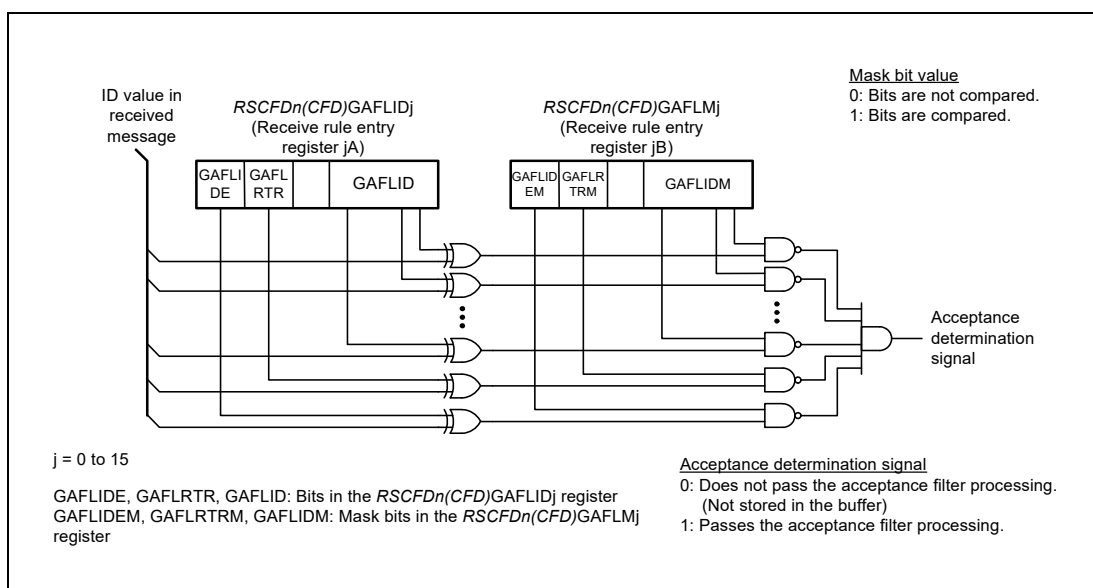 Mask bit value
0: Bits are not compared.
1: Bits are compared.
ID value in
received
message
RSCFDn(CFD)GAFLIDj
(Receive rule entry
register jA)
RSCFDn(CFD)GAFLMj
(Receive rule entry
register jB)
GAFLI
DE
GAFL
RTR
GAFLID
GAFLID
EM
GAFLR
TRM
GAFLIDM
Acceptance
determination
signal
j = 0 to 15
GAFLIDE, GAFLRTR, GAFLID: Bits in the RSCFDn(CFD)GAFLIDj register
GAFLIDEM, GAFLRTRM, GAFLIDM: Mask bits in the RSCFDn(CFD)GAFLMj
register
Acceptance determination signal
0: Does not pass the acceptance filter processing.
(Not stored in the buffer)
1: Passes the acceptance filter processing.